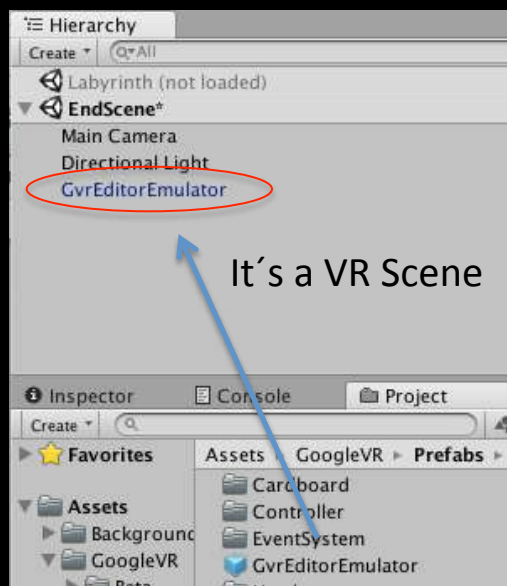 Hierarchy
Create All
Labyrinth (not loaded)
EndScene*
Main Camera
Directional Light
GvrEditorEmulator
It´s a VR Scene
Inspector Console Project
Create
Favorites
Assets GoogleVR Prefabs
Cardboard
Assets
Controller
Background
EventSystem
GoogleVR
GvrEditorEmulator